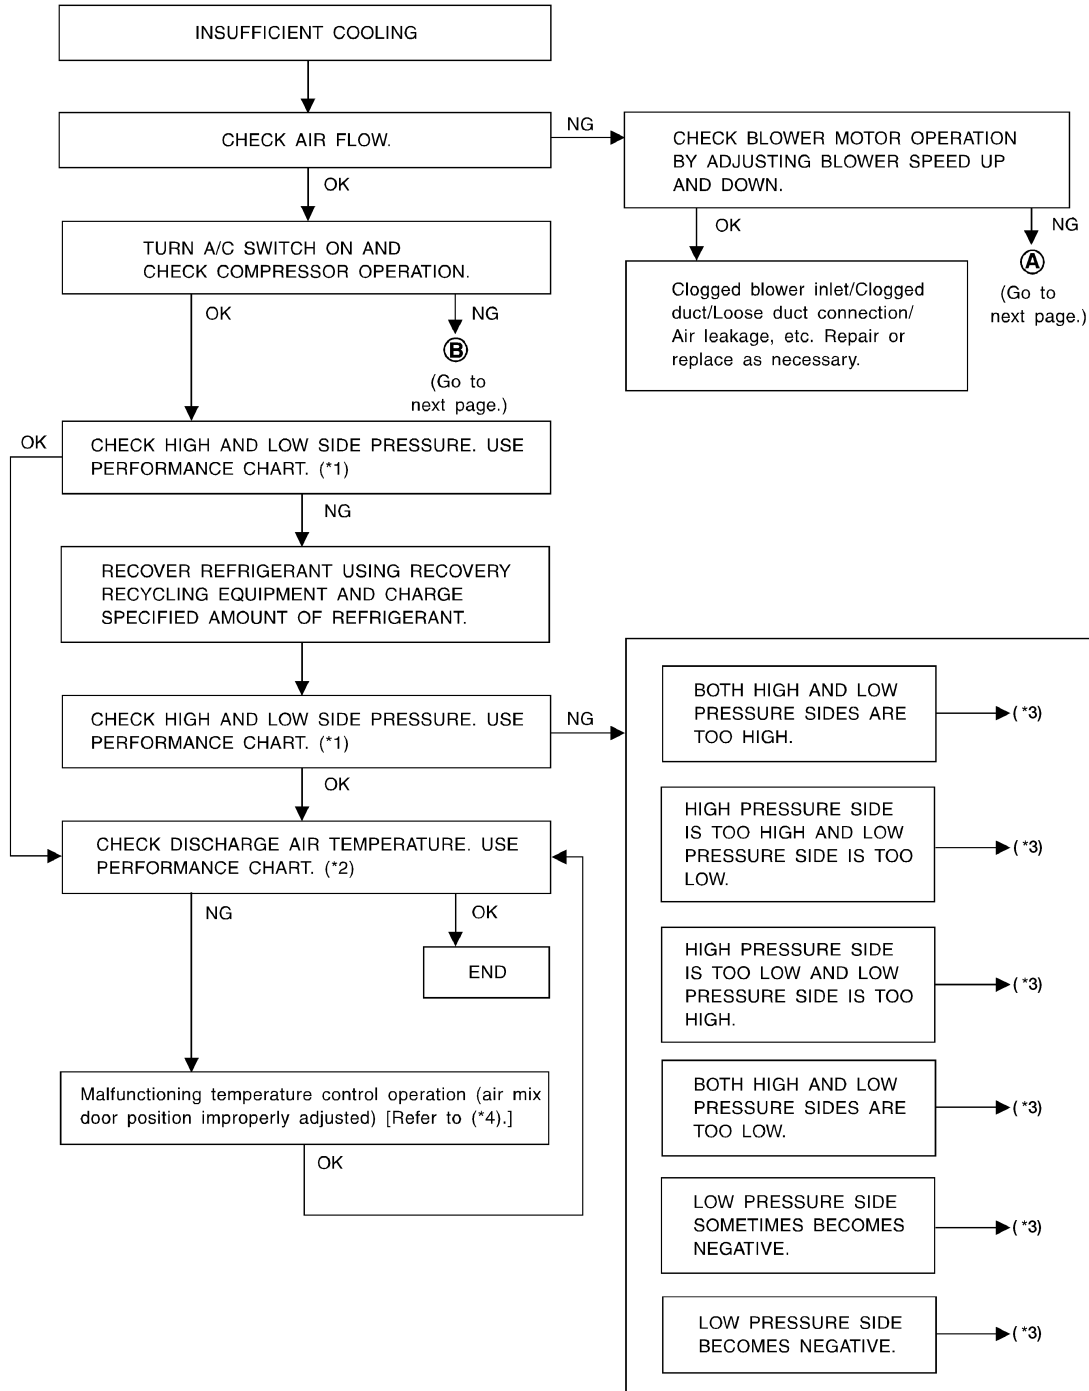 INSUFFICIENT COOLING
CHECK AIR FLOW.
NG
CHECK BLOWER MOTOR OPERATION
BY ADJUSTING BLOWER SPEED UP
AND DOWN.
OK
OK
NG
TURN A/C SWITCH ON AND
CHECK COMPRESSOR OPERATION.
A
(Go to
next page.)
Clogged blower inlet/Clogged
duct/Loose duct connection/
Air leakage, etc. Repair or
replace as necessary.
OK
NG
B
(Go to
next page.)
OK
CHECK HIGH AND LOW SIDE PRESSURE. USE
PERFORMANCE CHART. (*1)
NG
RECOVER REFRIGERANT USING RECOVERY
RECYCLING EQUIPMENT AND CHARGE
SPECIFIED AMOUNT OF REFRIGERANT.
CHECK HIGH AND LOW SIDE PRESSURE. USE
PERFORMANCE CHART. (*1)
NG
OK
CHECK DISCHARGE AIR TEMPERATURE. USE
PERFORMANCE CHART. (*2)
NG
OK
END
Malfunctioning temperature control operation (air mix
door position improperly adjusted) [Refer to (*4).]
OK
BOTH HIGH AND LOW
PRESSURE SIDES ARE
TOO HIGH.
(*3)
HIGH PRESSURE SIDE
IS TOO HIGH AND LOW
PRESSURE SIDE IS TOO
LOW.
(*3)
HIGH PRESSURE SIDE
IS TOO LOW AND LOW
PRESSURE SIDE IS TOO
HIGH.
(*3)
BOTH HIGH AND LOW
PRESSURE SIDES ARE
TOO LOW.
(*3)
LOW PRESSURE SIDE
SOMETIMES BECOMES
NEGATIVE.
(*3)
LOW PRESSURE SIDE
BECOMES NEGATIVE.
(*3)